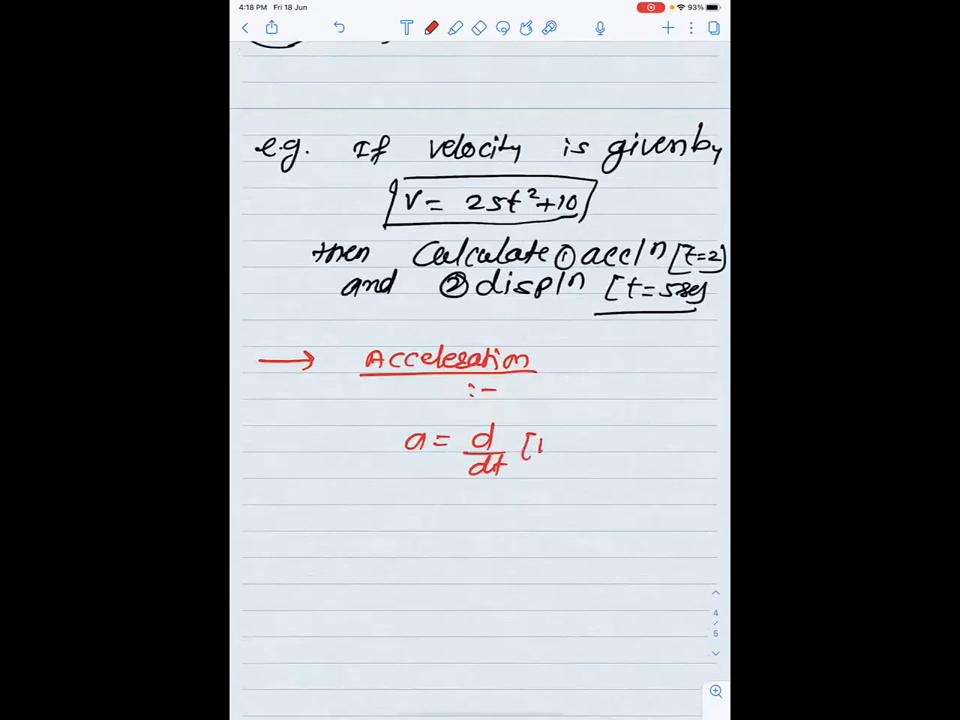 4:18 PM Fri 18 Jun
93%
T
e.g. If velocity is given by
V = 25t²+10
then Calculate ① accln [t=2]
and ② displn [t=5sec]
→ Acceleration
:-
a = d/dt [
4
/
5